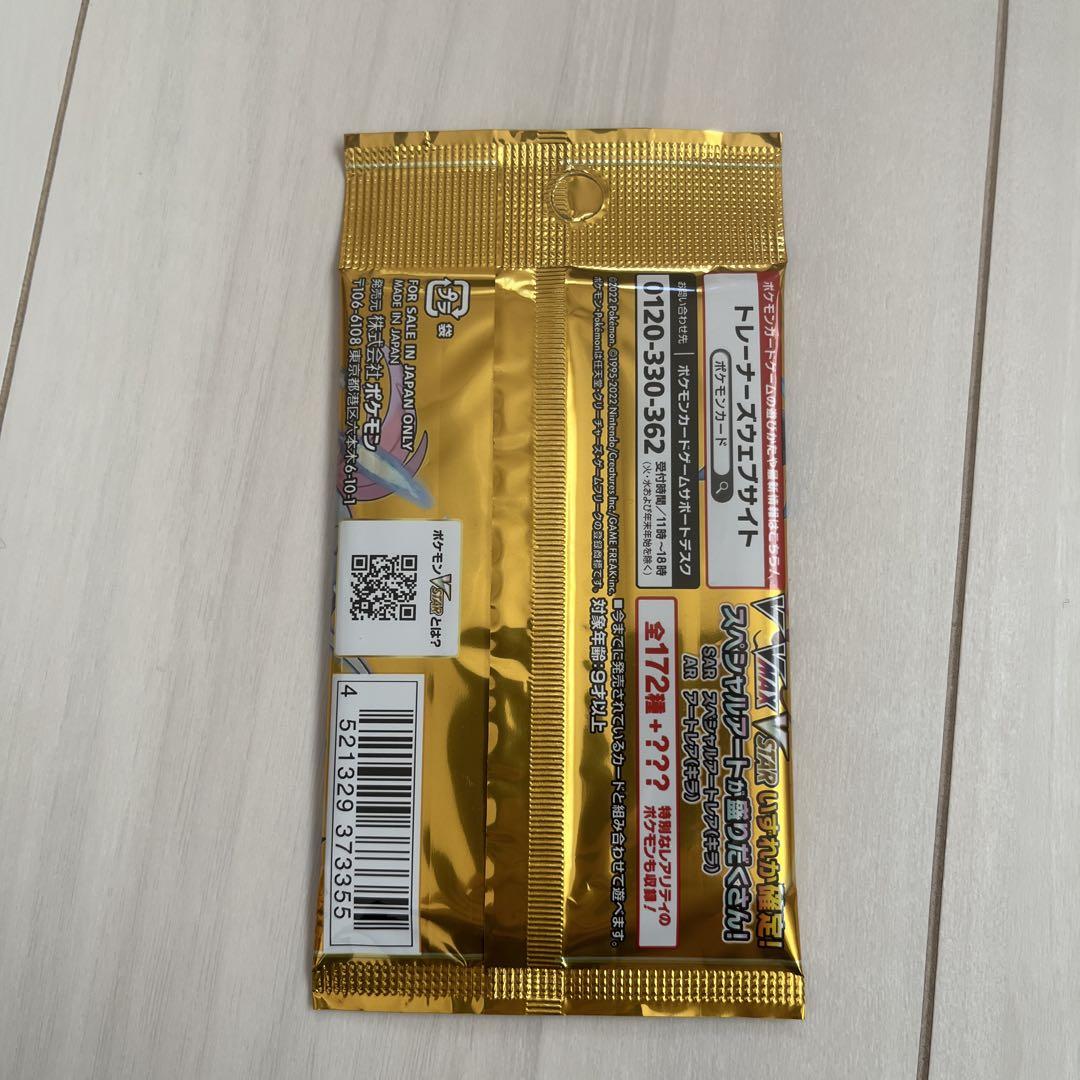 ポケモンカードゲームの遊びかたや最新情報はこちら！
トレーナーズウェブサイト
ポケモンカード
お問い合わせ先
ポケモンカードゲームサポートデスク
0120-330-362
受付時間／11時～18時
(火・水および年末年始を除く)
©2022 Pokémon. ©1995-2022 Nintendo/Creatures Inc./GAME FREAK inc.
ポケモン・Pokémonは任天堂・クリーチャーズ・ゲームフリークの登録商標です。
V VMAX VSTAR いずれか確定!
スペシャルアートが盛りだくさん!
SAR スペシャルアートレア(キラ)
AR アートレア(キラ)
全172種+???
特別なレアリティの
ポケモンも収録!
■今までに発売されているカードと組み合わせて遊べます。
対象年齢：9才以上
プラ
袋
FOR SALE IN JAPAN ONLY
MADE IN JAPAN
発売元 株式会社 ポケモン
〒106-6108 東京都港区六本木6-10-1
ポケモンVSTARとは?
4 521329 373355